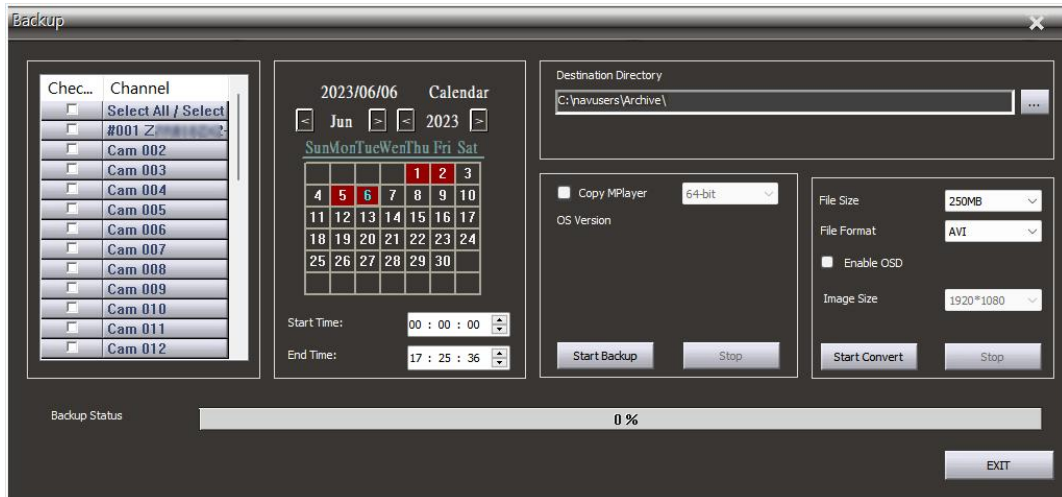 Backup
Chec... Channel
Select All / Select
#001 Z
Cam 002
Cam 003
Cam 004
Cam 005
Cam 006
Cam 007
Cam 008
Cam 009
Cam 010
Cam 011
Cam 012
2023/06/06 Calendar
< Jun > < 2023 >
SunMonTueWenThu Fri Sat
1 2 3
4 5 6 7 8 9 10
11 12 13 14 15 16 17
18 19 20 21 22 23 24
25 26 27 28 29 30
Start Time: 00 : 00 : 00
End Time: 17 : 25 : 36
Destination Directory
C:\navusers\Archive\ ...
Copy MPlayer 64-bit
OS Version
Start Backup Stop
File Size 250MB
File Format AVI
Enable OSD
Image Size 1920*1080
Start Convert Stop
Backup Status 0 %
EXIT